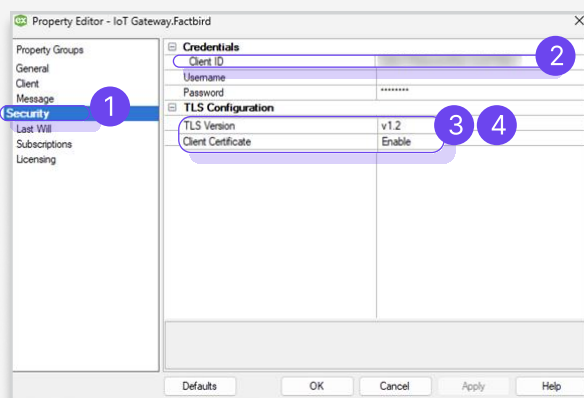 Property Editor - IoT Gateway.Factbird
Property Groups
General
Client
Message
Security
Last Will
Subscriptions
Licensing
1
Credentials
Client ID
2
Username
Password ********
TLS Configuration
TLS Version v1.2
Client Certificate Enable
3 4
Defaults OK Cancel Apply Help